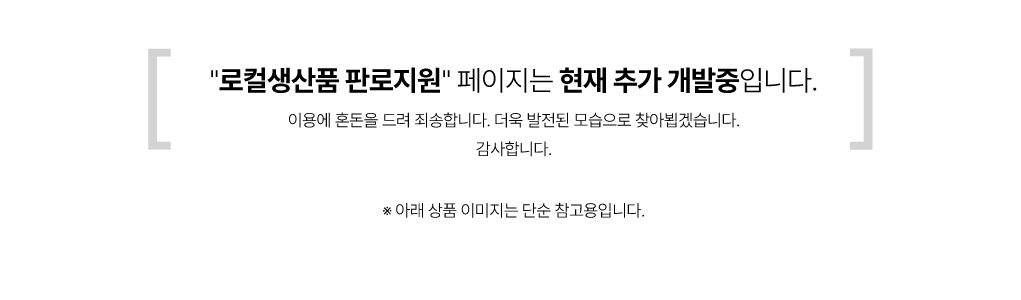 "로컬생산품 판로지원" 페이지는 현재 추가 개발중입니다.
이용에 혼돈을 드려 죄송합니다. 더욱 발전된 모습으로 찾아뵙겠습니다.
감사합니다.
※ 아래 상품 이미지는 단순 참고용입니다.